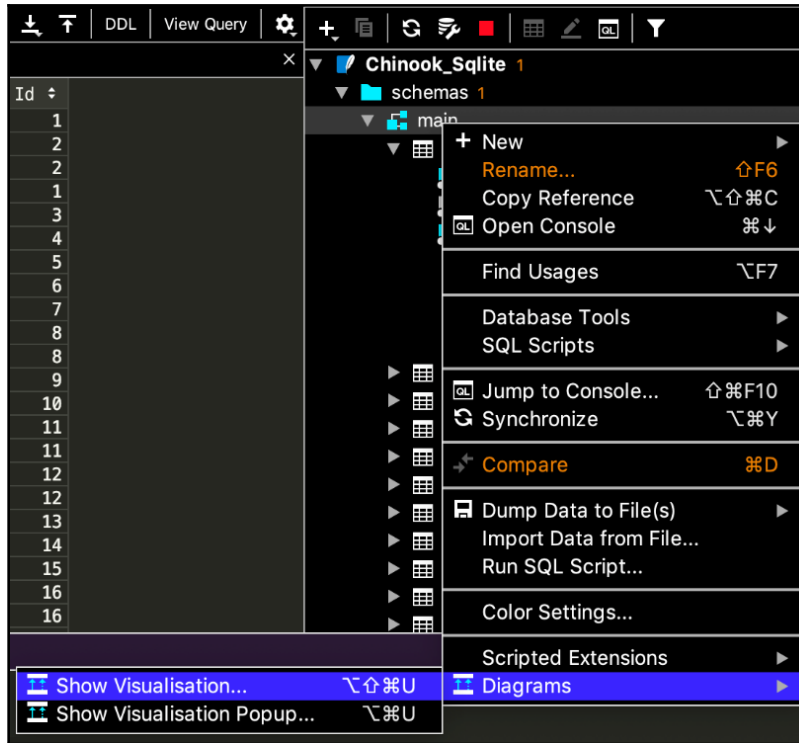 DDL View Query
Id
1
2
2
1
3
4
5
6
7
8
8
9
10
11
11
12
12
13
14
15
16
16
QL
Chinook_Sqlite 1
schemas 1
main
New
Rename... ⇧F6
Copy Reference ⌥⇧⌘C
QL Open Console ⌘↓
Find Usages ⌥F7
Database Tools
SQL Scripts
QL Jump to Console... ⇧⌘F10
Synchronize ⌥⌘Y
Compare ⌘D
Dump Data to File(s)
Import Data from File...
Run SQL Script...
Color Settings...
Scripted Extensions
Diagrams
Show Visualisation... ⌥⇧⌘U
Show Visualisation Popup... ⌥⌘U